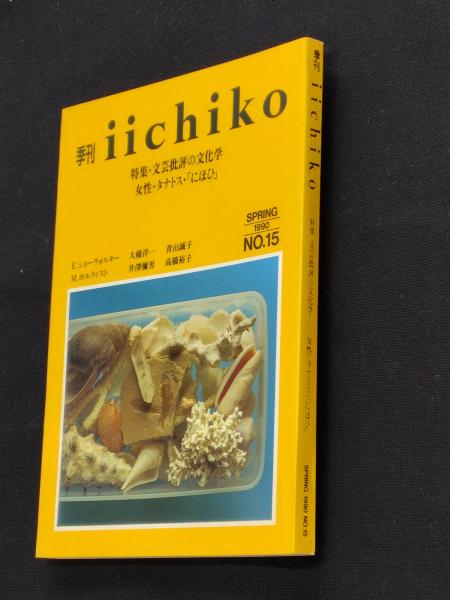 季刊 iichiko
特集・文芸批評の文化学
女性・タナトス・「にほひ」
SPRING
1990
NO.15
E.ショーウォルター 大橋洋一 青山誠子
M.ホルクィスト 井澤彌男 高橋裕子
季刊 iichiko 特集 文芸批評の文化学 女性・タナトス・「にほひ」 SPRING 1990 NO.15